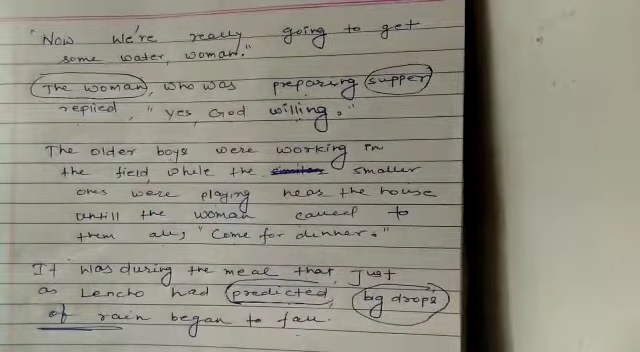 "Now We're really going to get
some water, woman."
The woman, who was preparing supper
replied, "yes, God willing."
The older boys were working in
the field, while the smaller
ones were playing near the house
untill the woman called to
them all, "Come for dinner."
It was during the meal that, Just
as Lencho had predicted, big drops
of rain began to fall.